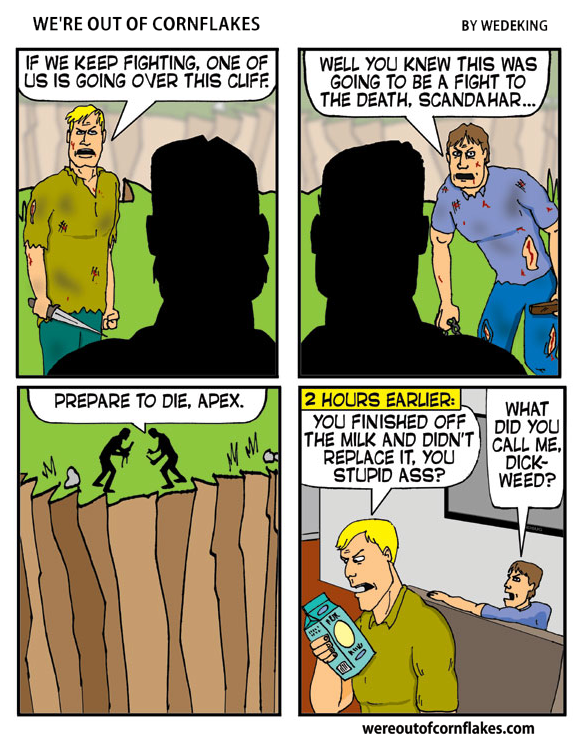 WE'RE OUT OF CORNFLAKES
BY WEDEKING
IF WE KEEP FIGHTING, ONE OF
US IS GOING OVER THIS CLIFF.
WELL YOU KNEW THIS WAS
GOING TO BE A FIGHT TO
THE DEATH, SCANDAHAR...
PREPARE TO DIE, APEX.
2 HOURS EARLIER:
YOU FINISHED OFF
THE MILK AND DIDN'T
REPLACE IT, YOU
STUPID ASS?
WHAT
DID YOU
CALL ME,
DICK-
WEED?
wereoutofcornflakes.com